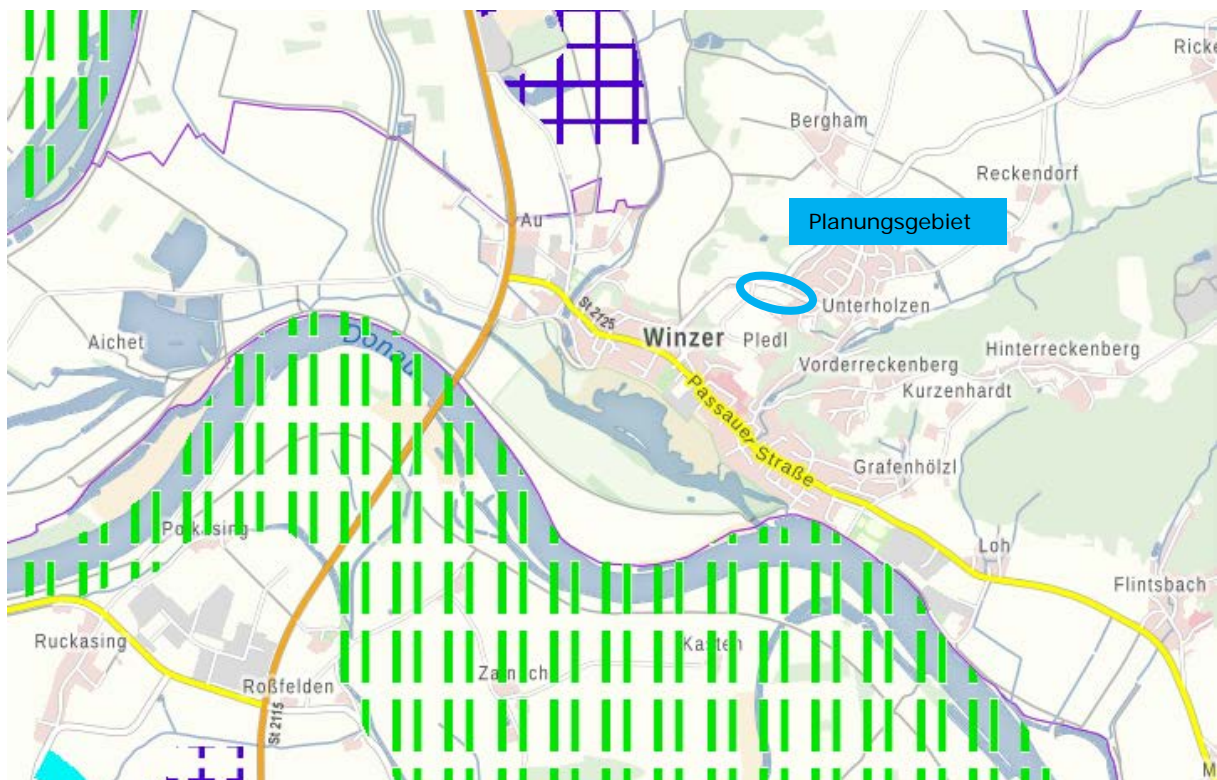 Ricke
Bergham
Reckendorf
Planungsgebiet
Au
St 2125
Unterholzen
Donau
Winzer
Pledl
Aichet
Hinterreckenberg
Vorderreckenberg
Kurzenhardt
Passauer Straße
Grafenhölzl
Polkasing
Loh
Flintsbach
Ruckasing
Kasten
Roßfelden
St 2115
M